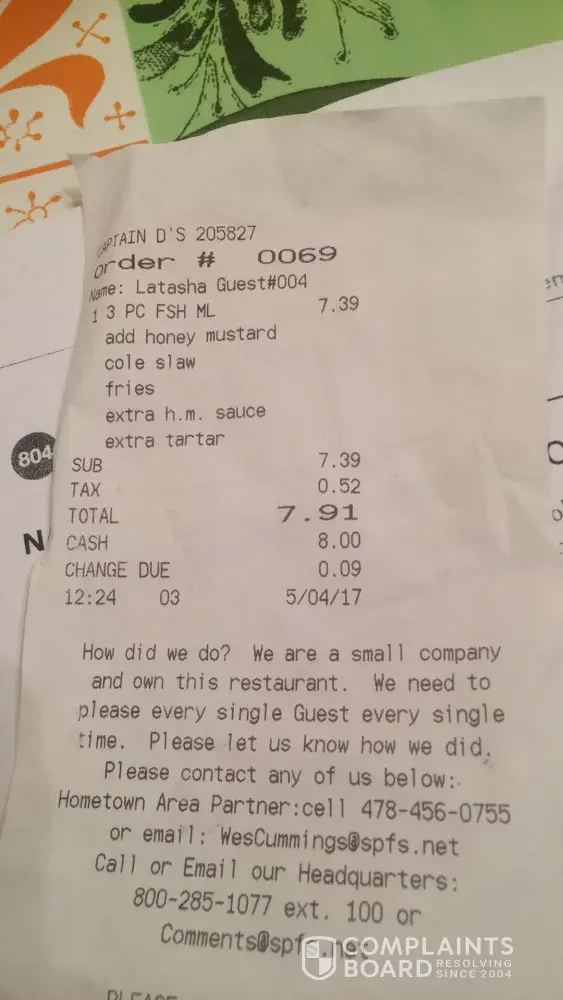 CAPTAIN D'S 205827
order # 0069
Name: Latasha Guest#004
1 3 PC FSH ML 7.39
add honey mustard
cole slaw
fries
extra h.m. sauce
extra tartar
SUB 7.39
TAX 0.52
TOTAL 7.91
CASH 8.00
CHANGE DUE 0.09
12:24 03 5/04/17
How did we do? We are a small company
and own this restaurant. We need to
please every single Guest every single
time. Please let us know how we did.
Please contact any of us below:
Hometown Area Partner:cell 478-456-0755
or email: WesCummings@spfs.net
Call or Email our Headquarters:
800-285-1077 ext. 100 or
Comments@spfs.net
PLEASE
804
N
COMPLAINTS
BOARD RESOLVING
SINCE 2004